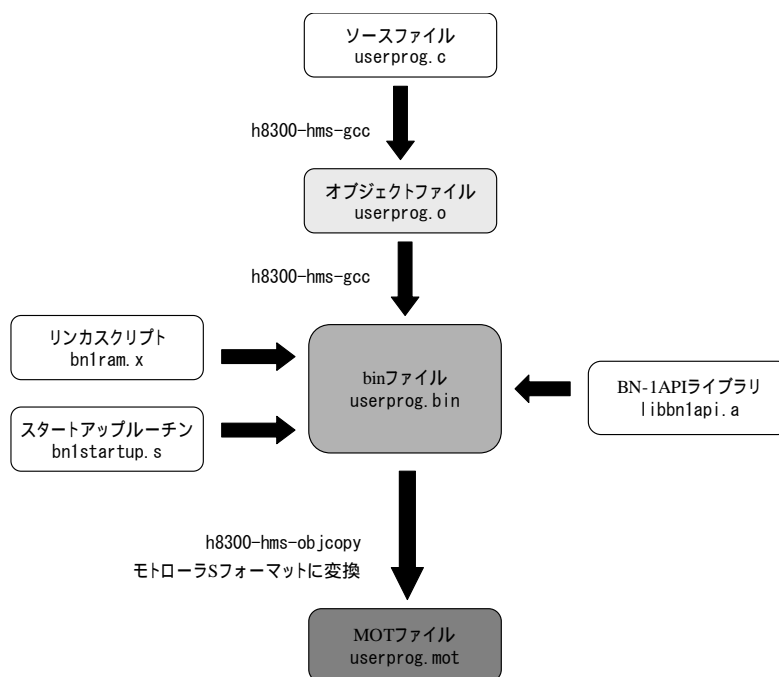 ソースファイル
userprog.c
h8300-hms-gcc
オブジェクトファイル
userprog.o
h8300-hms-gcc
リンカスクリプト
bn1ram.x
スタートアップルーチン
bn1startup.s
binファイル
userprog.bin
BN-1APIライブラリ
libbn1api.a
h8300-hms-objcopy
モトローラSフォーマットに変換
MOTファイル
userprog.mot